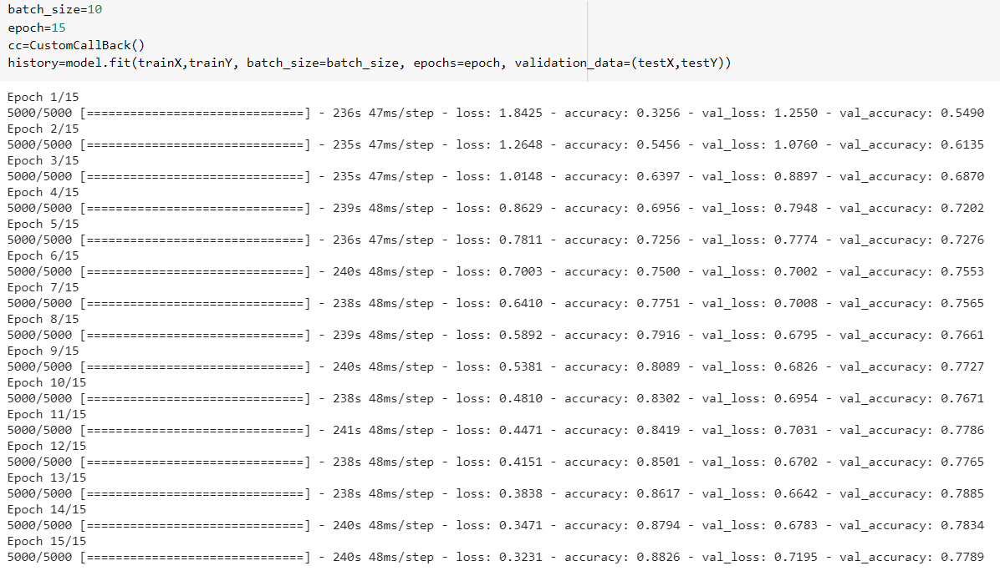 batch_size=10
epoch=15
cc=CustomCallBack()
history=model.fit(trainX,trainY, batch_size=batch_size, epochs=epoch, validation_data=(testX,testY))
Epoch 1/15
5000/5000 [==============================] - 236s 47ms/step - loss: 1.8425 - accuracy: 0.3256 - val_loss: 1.2550 - val_accuracy: 0.5490
Epoch 2/15
5000/5000 [==============================] - 235s 47ms/step - loss: 1.2648 - accuracy: 0.5456 - val_loss: 1.0760 - val_accuracy: 0.6135
Epoch 3/15
5000/5000 [==============================] - 235s 47ms/step - loss: 1.0148 - accuracy: 0.6397 - val_loss: 0.8897 - val_accuracy: 0.6870
Epoch 4/15
5000/5000 [==============================] - 239s 48ms/step - loss: 0.8629 - accuracy: 0.6956 - val_loss: 0.7948 - val_accuracy: 0.7202
Epoch 5/15
5000/5000 [==============================] - 236s 47ms/step - loss: 0.7811 - accuracy: 0.7256 - val_loss: 0.7774 - val_accuracy: 0.7276
Epoch 6/15
5000/5000 [==============================] - 240s 48ms/step - loss: 0.7003 - accuracy: 0.7500 - val_loss: 0.7002 - val_accuracy: 0.7553
Epoch 7/15
5000/5000 [==============================] - 238s 48ms/step - loss: 0.6410 - accuracy: 0.7751 - val_loss: 0.7008 - val_accuracy: 0.7565
Epoch 8/15
5000/5000 [==============================] - 239s 48ms/step - loss: 0.5892 - accuracy: 0.7916 - val_loss: 0.6795 - val_accuracy: 0.7661
Epoch 9/15
5000/5000 [==============================] - 240s 48ms/step - loss: 0.5381 - accuracy: 0.8089 - val_loss: 0.6826 - val_accuracy: 0.7727
Epoch 10/15
5000/5000 [==============================] - 238s 48ms/step - loss: 0.4810 - accuracy: 0.8302 - val_loss: 0.6954 - val_accuracy: 0.7671
Epoch 11/15
5000/5000 [==============================] - 241s 48ms/step - loss: 0.4471 - accuracy: 0.8419 - val_loss: 0.7031 - val_accuracy: 0.7786
Epoch 12/15
5000/5000 [==============================] - 238s 48ms/step - loss: 0.4151 - accuracy: 0.8501 - val_loss: 0.6702 - val_accuracy: 0.7765
Epoch 13/15
5000/5000 [==============================] - 238s 48ms/step - loss: 0.3838 - accuracy: 0.8617 - val_loss: 0.6642 - val_accuracy: 0.7885
Epoch 14/15
5000/5000 [==============================] - 240s 48ms/step - loss: 0.3471 - accuracy: 0.8794 - val_loss: 0.6783 - val_accuracy: 0.7834
Epoch 15/15
5000/5000 [==============================] - 240s 48ms/step - loss: 0.3231 - accuracy: 0.8826 - val_loss: 0.7195 - val_accuracy: 0.7789